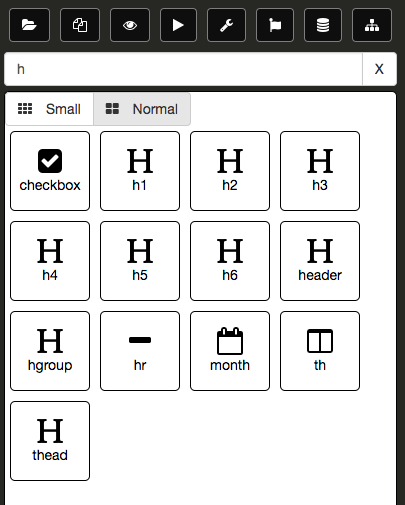 h X
Small Normal
checkbox h1 h2 h3
h4 h5 h6 header
hgroup hr month th
thead